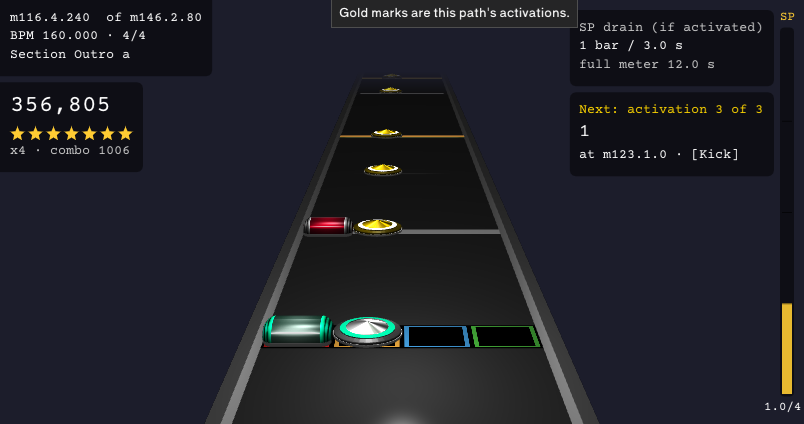 m116.4.240 of m146.2.80
BPM 160.000 · 4/4
Section Outro a
356,805
x4 · combo 1006
Gold marks are this path's activations.
SP drain (if activated)
1 bar / 3.0 s
full meter 12.0 s
Next: activation 3 of 3
1
at m123.1.0 · [Kick]
SP
1.0/4